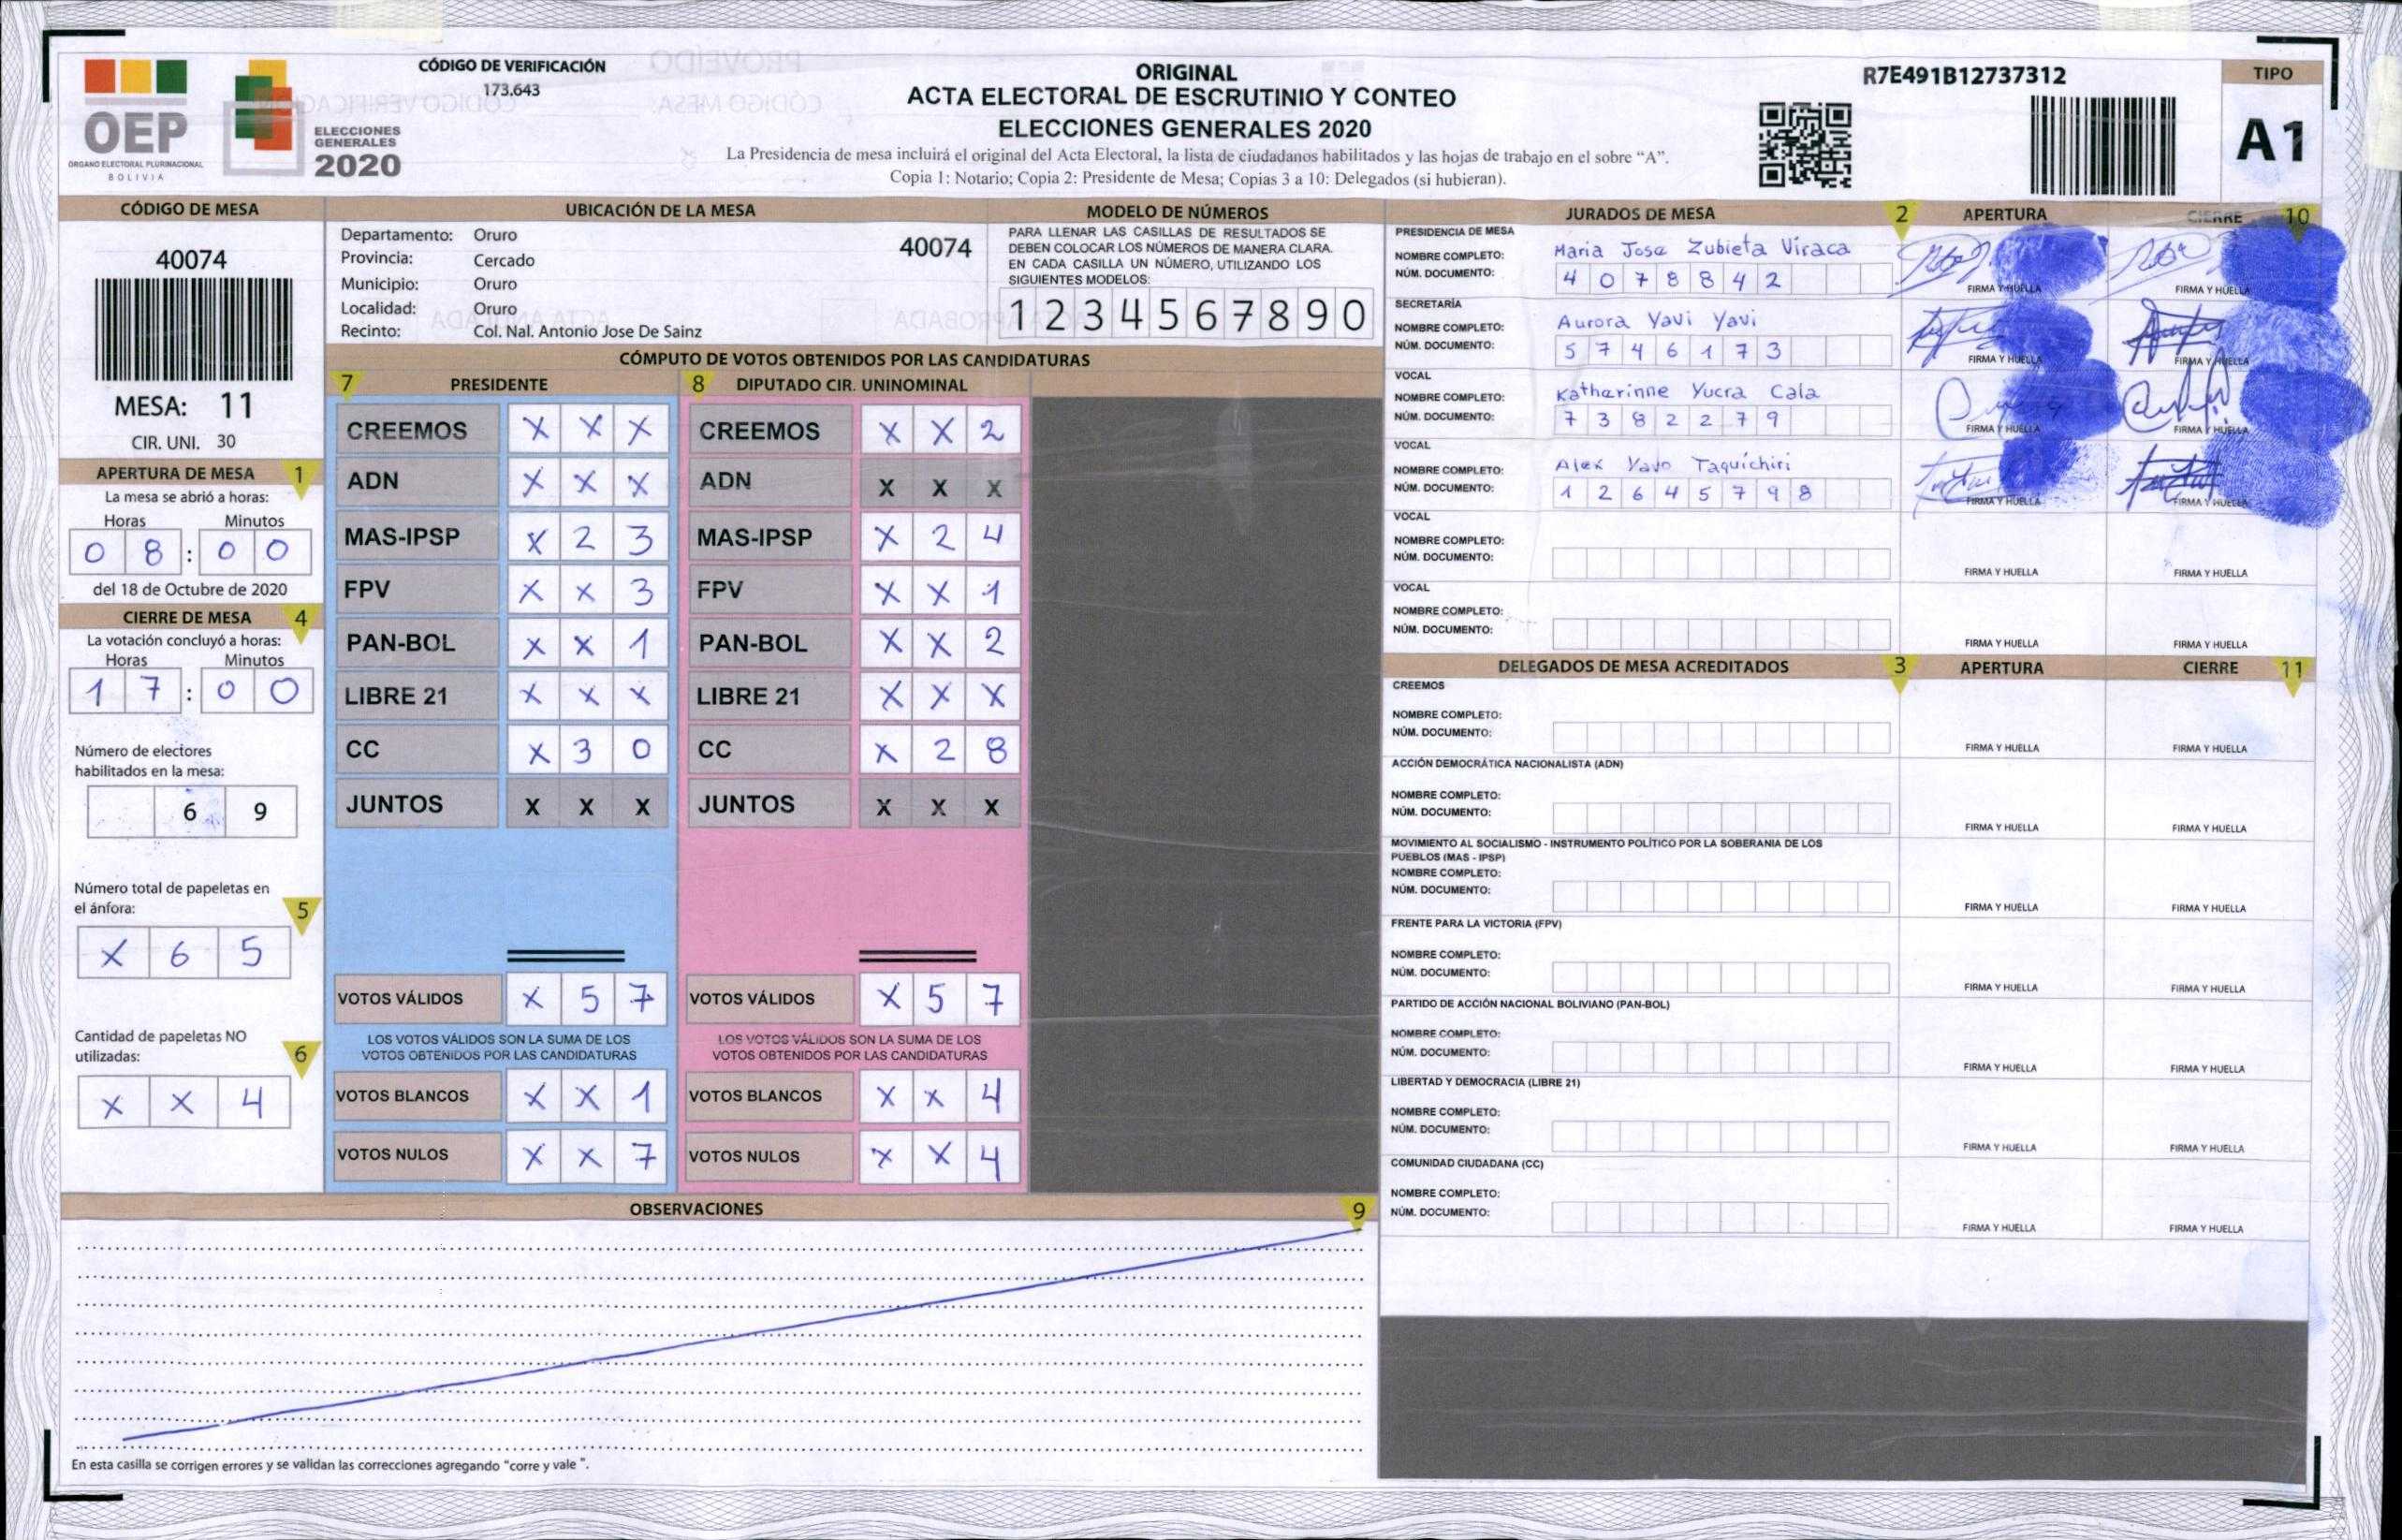 OEP
ORGANO ELECTORAL PLURINACIONAL
BOLIVIA
ELECCIONES
GENERALES
2020
CÓDIGO DE VERIFICACIÓN
173.643
ORIGINAL
ACTA ELECTORAL DE ESCRUTINIO Y CONTEO
ELECCIONES GENERALES 2020
La Presidencia de mesa incluirá el original del Acta Electoral, la lista de ciudadanos habilitados y las hojas de trabajo en el sobre “A”.
Copia 1: Notario; Copia 2: Presidente de Mesa; Copias 3 a 10: Delegados (si hubieran).
R7E491B12737312
TIPO
A1
CÓDIGO DE MESA
40074
MESA: 11
CIR. UNI. 30
APERTURA DE MESA 1
La mesa se abrió a horas:
Horas Minutos
0 8 : 0 0
del 18 de Octubre de 2020
CIERRE DE MESA 4
La votación concluyó a horas:
Horas Minutos
1 7 : 0 0
Número de electores
habilitados en la mesa:
6 9
Número total de papeletas en
el ánfora: 5
X 6 5
Cantidad de papeletas NO
utilizadas: 6
X X 4
UBICACIÓN DE LA MESA
Departamento: Oruro 40074
Provincia: Cercado
Municipio: Oruro
Localidad: Oruro
Recinto: Col. Nal. Antonio Jose De Sainz
MODELO DE NÚMEROS
PARA LLENAR LAS CASILLAS DE RESULTADOS SE
DEBEN COLOCAR LOS NÚMEROS DE MANERA CLARA.
EN CADA CASILLA UN NÚMERO, UTILIZANDO LOS
SIGUIENTES MODELOS:
1 2 3 4 5 6 7 8 9 0
CÓMPUTO DE VOTOS OBTENIDOS POR LAS CANDIDATURAS
7 PRESIDENTE
CREEMOS X X X
ADN X X X
MAS-IPSP X 2 3
FPV X X 3
PAN-BOL X X 1
LIBRE 21 X X X
CC X 3 0
JUNTOS X X X
VOTOS VÁLIDOS X 5 7
LOS VOTOS VÁLIDOS SON LA SUMA DE LOS
VOTOS OBTENIDOS POR LAS CANDIDATURAS
VOTOS BLANCOS X X 1
VOTOS NULOS X X 7
8 DIPUTADO CIR. UNINOMINAL
CREEMOS X X 2
ADN X X X
MAS-IPSP X 2 4
FPV X X 1
PAN-BOL X X 2
LIBRE 21 X X X
CC X 2 8
JUNTOS X X X
VOTOS VÁLIDOS X 5 7
LOS VOTOS VÁLIDOS SON LA SUMA DE LOS
VOTOS OBTENIDOS POR LAS CANDIDATURAS
VOTOS BLANCOS X X 4
VOTOS NULOS X X 4
OBSERVACIONES 9
En esta casilla se corrigen errores y se validan las correcciones agregando "corre y vale ".
JURADOS DE MESA 2 APERTURA CIERRE 10
PRESIDENCIA DE MESA
NOMBRE COMPLETO: Maria Jose Zubieta Viraca
NÚM. DOCUMENTO: 4 0 7 8 8 4 2
FIRMA Y HUELLA FIRMA Y HUELLA
SECRETARÍA
NOMBRE COMPLETO: Aurora Yavi Yavi
NÚM. DOCUMENTO: 5 7 4 6 1 7 3
FIRMA Y HUELLA FIRMA Y HUELLA
VOCAL
NOMBRE COMPLETO: Katherinne Yucra Cala
NÚM. DOCUMENTO: 7 3 8 2 2 7 9
FIRMA Y HUELLA FIRMA Y HUELLA
VOCAL
NOMBRE COMPLETO: Alex Taquichiri
NÚM. DOCUMENTO: 1 2 6 4 5 7 9 8
FIRMA Y HUELLA FIRMA Y HUELLA
VOCAL
NOMBRE COMPLETO:
NÚM. DOCUMENTO:
FIRMA Y HUELLA FIRMA Y HUELLA
VOCAL
NOMBRE COMPLETO:
NÚM. DOCUMENTO:
FIRMA Y HUELLA FIRMA Y HUELLA
DELEGADOS DE MESA ACREDITADOS 3 APERTURA CIERRE 11
CREEMOS
NOMBRE COMPLETO:
NÚM. DOCUMENTO:
FIRMA Y HUELLA FIRMA Y HUELLA
ACCIÓN DEMOCRÁTICA NACIONALISTA (ADN)
NOMBRE COMPLETO:
NÚM. DOCUMENTO:
FIRMA Y HUELLA FIRMA Y HUELLA
MOVIMIENTO AL SOCIALISMO - INSTRUMENTO POLÍTICO POR LA SOBERANIA DE LOS
PUEBLOS (MAS - IPSP)
NOMBRE COMPLETO:
NÚM. DOCUMENTO:
FIRMA Y HUELLA FIRMA Y HUELLA
FRENTE PARA LA VICTORIA (FPV)
NOMBRE COMPLETO:
NÚM. DOCUMENTO:
FIRMA Y HUELLA FIRMA Y HUELLA
PARTIDO DE ACCIÓN NACIONAL BOLIVIANO (PAN-BOL)
NOMBRE COMPLETO:
NÚM. DOCUMENTO:
FIRMA Y HUELLA FIRMA Y HUELLA
LIBERTAD Y DEMOCRACIA (LIBRE 21)
NOMBRE COMPLETO:
NÚM. DOCUMENTO:
FIRMA Y HUELLA FIRMA Y HUELLA
COMUNIDAD CIUDADANA (CC)
NOMBRE COMPLETO:
NÚM. DOCUMENTO:
FIRMA Y HUELLA FIRMA Y HUELLA